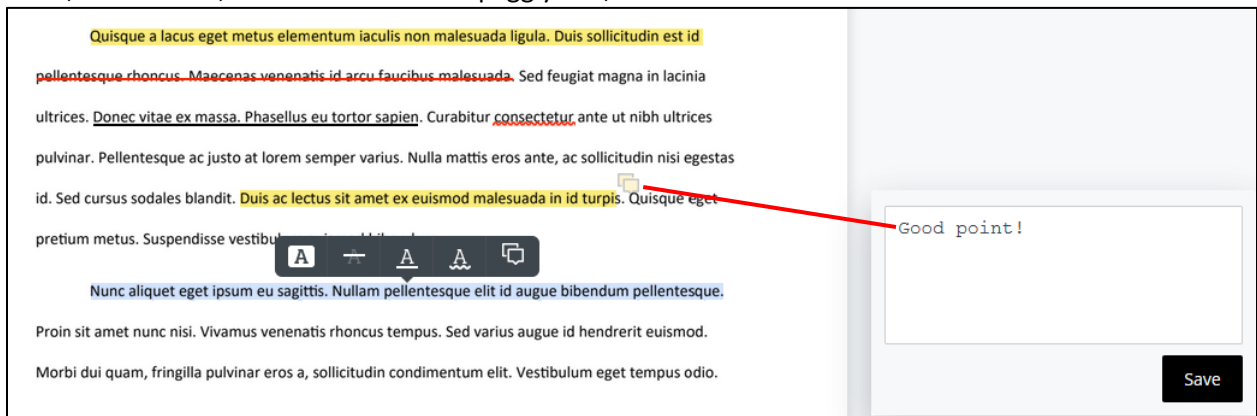 Quisque a lacus eget metus elementum iaculis non malesuada ligula. Duis sollicitudin est id
pellentesque rhoncus. Maecenas venenatis id arcu faucibus malesuada. Sed feugiat magna in lacinia
ultrices. Donec vitae ex massa. Phasellus eu tortor sapien. Curabitur consectetur ante ut nibh ultrices
pulvinar. Pellentesque ac justo at lorem semper varius. Nulla mattis eros ante, ac sollicitudin nisi egestas
id. Sed cursus sodales blandit. Duis ac lectus sit amet ex euismod malesuada in id turpis. Quisque eget
pretium metus. Suspendisse
A A A A
Nunc aliquet eget ipsum eu sagittis. Nullam pellentesque elit id augue bibendum pellentesque.
Proin sit amet nunc nisi. Vivamus venenatis rhoncus tempus. Sed varius augue id hendrerit euismod.
Morbi dui quam, fringilla pulvinar eros a, sollicitudin condimentum elit. Vestibulum eget tempus odio.
Good point!
Save